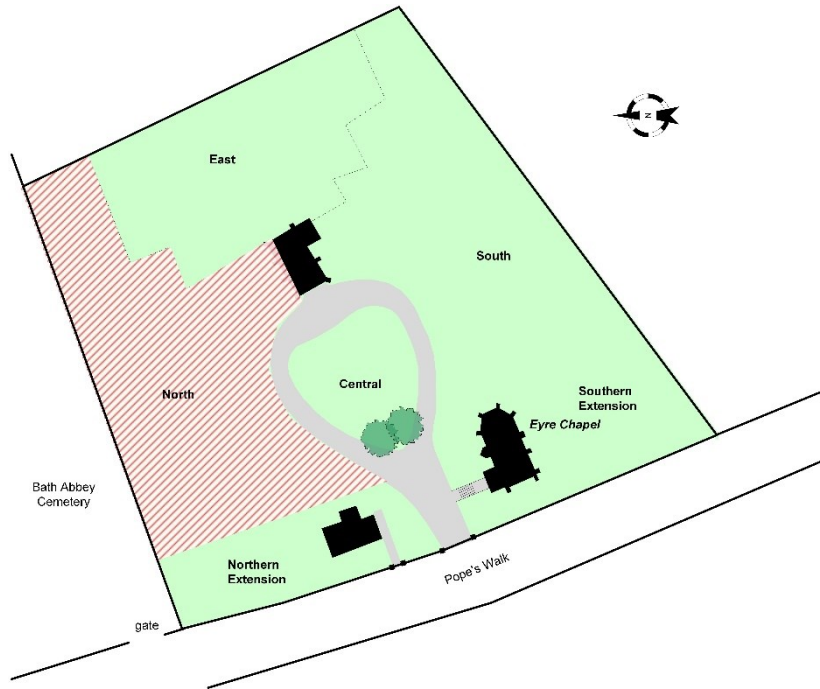 East
N
South
North
Central
Southern
Extension
Eyre Chapel
Bath Abbey
Cemetery
Northern
Extension
Pope's Walk
gate